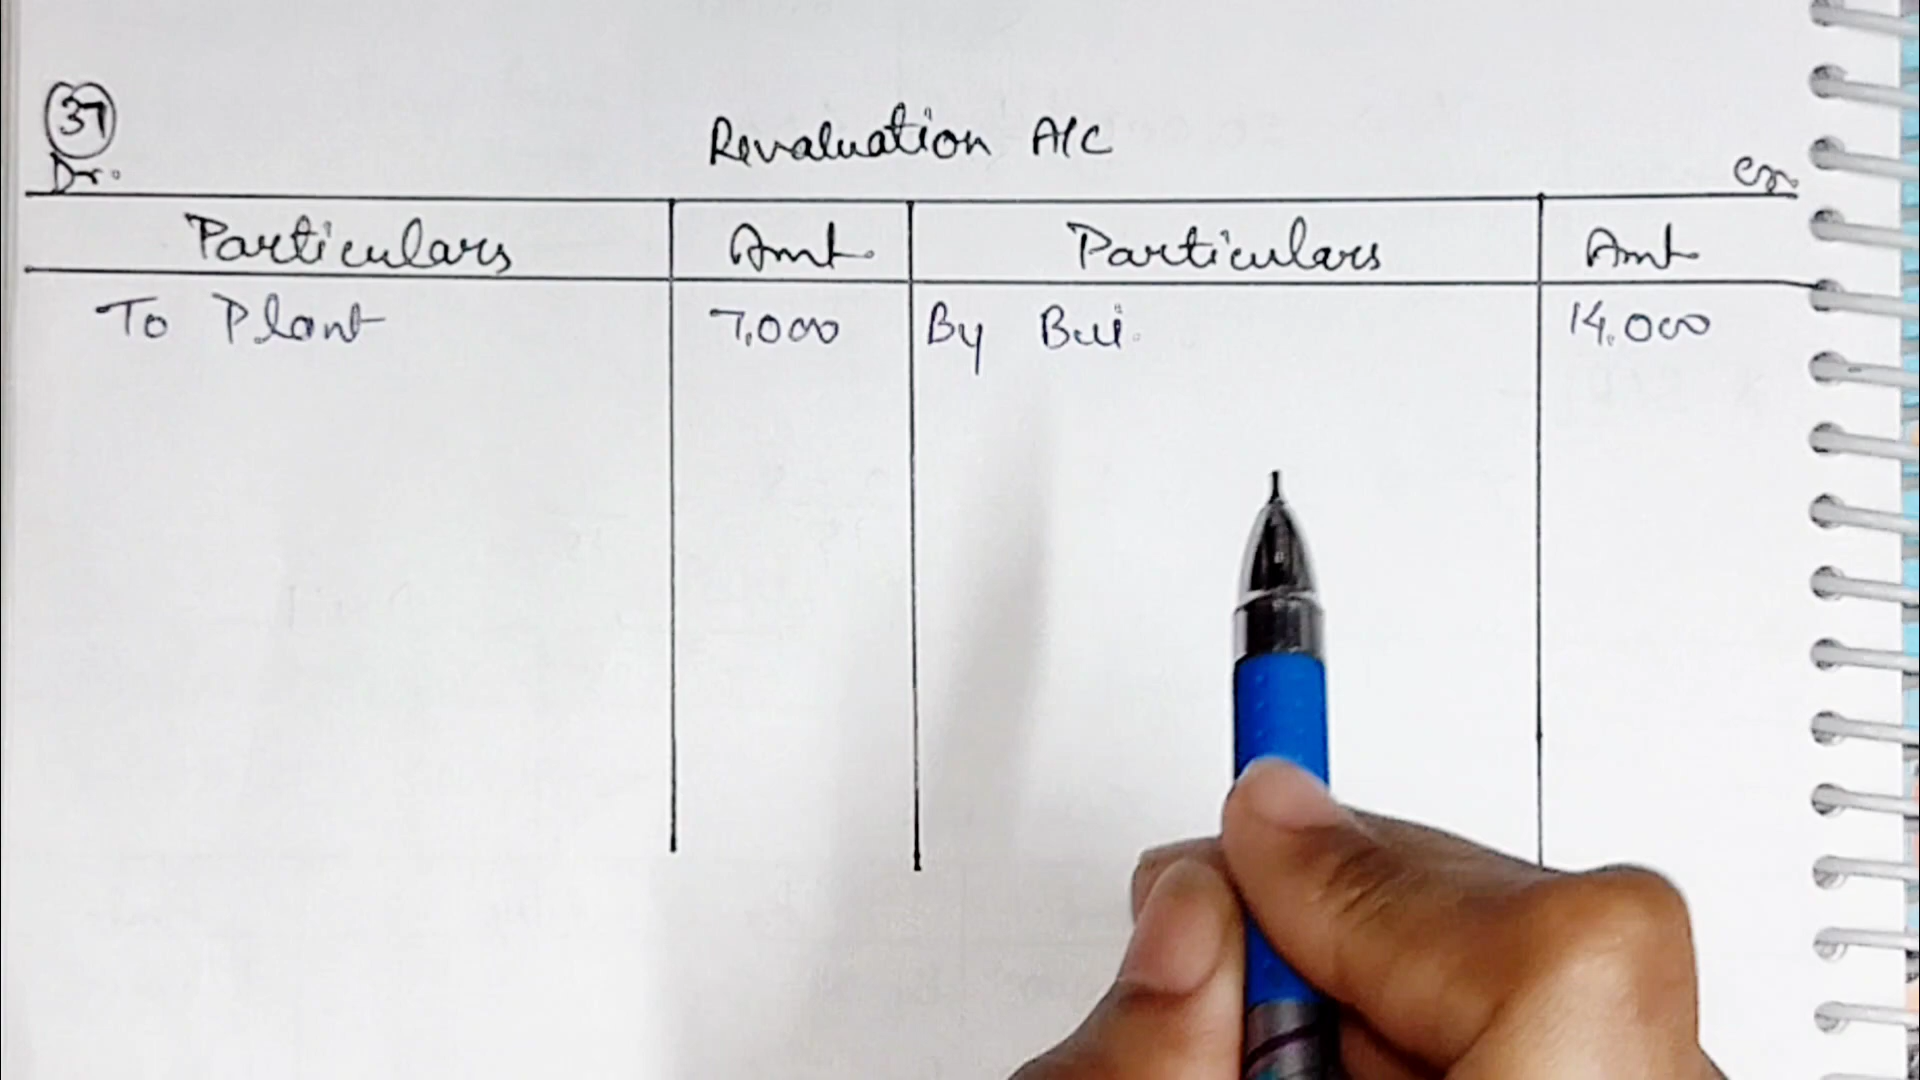 37
Revaluation A/C
Dr. Cr.
Particulars Amt. Particulars Amt.
To Plant 7,000 By Bui. 14,000